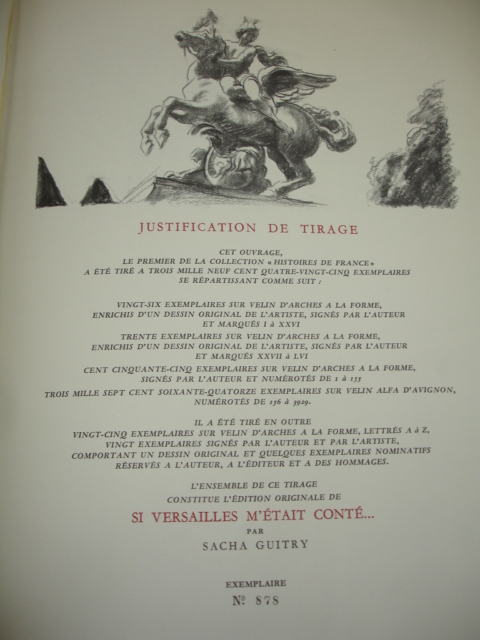 JUSTIFICATION DE TIRAGE
CET OUVRAGE,
LE PREMIER DE LA COLLECTION « HISTOIRES DE FRANCE »
A ÉTÉ TIRÉ A TROIS MILLE NEUF CENT QUATRE-VINGT-CINQ EXEMPLAIRES
SE RÉPARTISSANT COMME SUIT :
VINGT-SIX EXEMPLAIRES SUR VELIN D'ARCHES A LA FORME,
ENRICHIS D'UN DESSIN ORIGINAL DE L'ARTISTE, SIGNÉS PAR L'AUTEUR
ET MARQUÉS I à XXVI
TRENTE EXEMPLAIRES SUR VELIN D'ARCHES A LA FORME,
ENRICHIS D'UN DESSIN ORIGINAL DE L'ARTISTE, SIGNÉS PAR L'AUTEUR
ET MARQUÉS XXVII à LVI
CENT CINQUANTE-CINQ EXEMPLAIRES SUR VELIN D'ARCHES A LA FORME,
SIGNÉS PAR L'AUTEUR ET NUMÉROTÉS DE 1 à 155
TROIS MILLE SEPT CENT SOIXANTE-QUATORZE EXEMPLAIRES SUR VELIN ALFA D'AVIGNON,
NUMÉROTÉS DE 156 à 3929.
IL A ÉTÉ TIRÉ EN OUTRE
VINGT-CINQ EXEMPLAIRES SUR VELIN D'ARCHES A LA FORME, LETTRÉS A à Z,
VINGT EXEMPLAIRES SIGNÉS PAR L'AUTEUR ET PAR L'ARTISTE,
COMPORTANT UN DESSIN ORIGINAL ET QUELQUES EXEMPLAIRES NOMINATIFS
RÉSERVÉS A L'AUTEUR, A L'ÉDITEUR ET A DES HOMMAGES.
L'ENSEMBLE DE CE TIRAGE
CONSTITUE L'ÉDITION ORIGINALE DE
SI VERSAILLES M'ÉTAIT CONTÉ...
PAR
SACHA GUITRY
EXEMPLAIRE
Nº 878